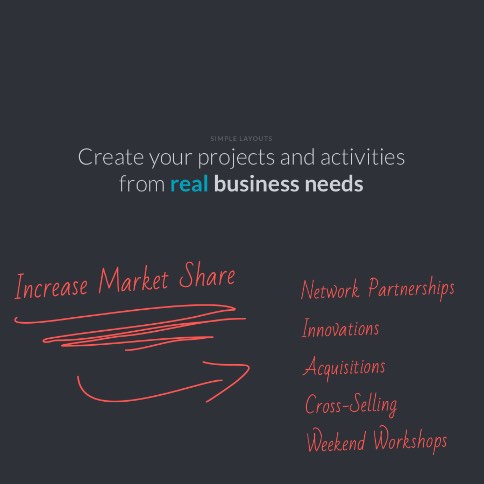 SIMPLE LAYOUTS
Create your projects and activities
from real business needs
Increase Market Share
Network Partnerships
Innovations
Acquisitions
Cross-Selling
Weekend Workshops